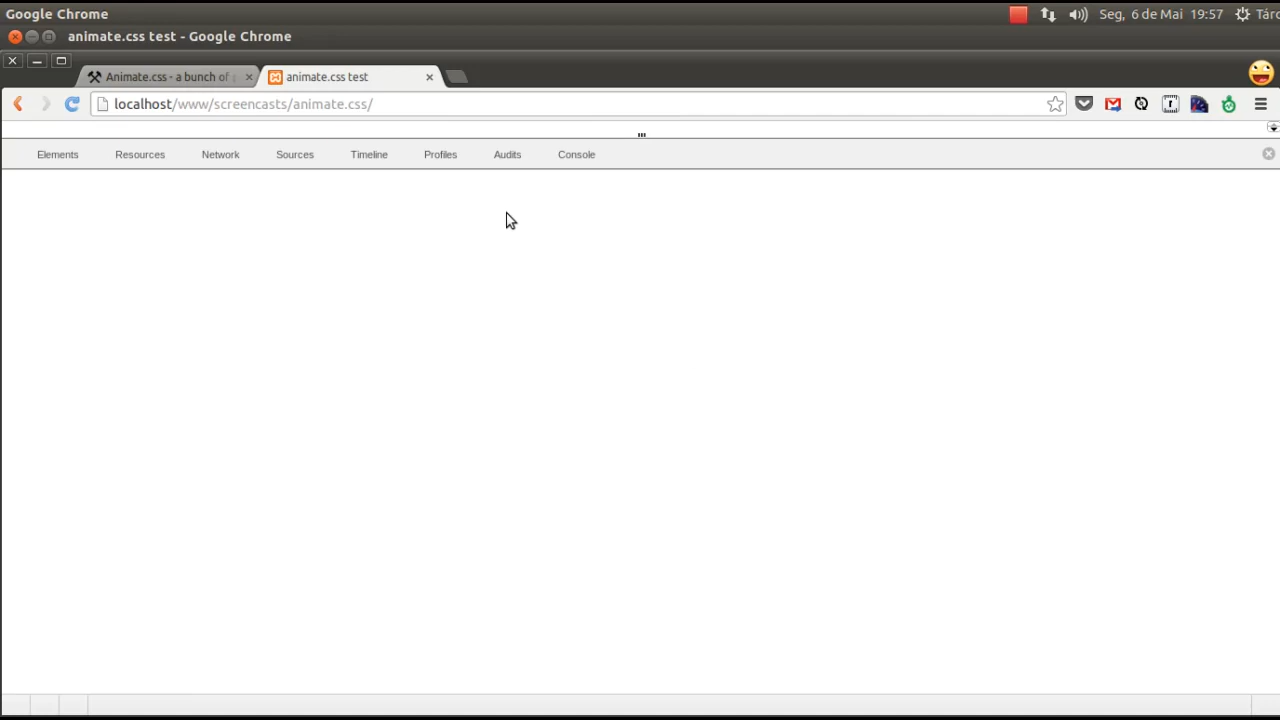 Google Chrome
Seg, 6 de Mai 19:57
animate.css test - Google Chrome
Animate.css - a bunch of
animate.css test
localhost/www/screencasts/animate.css/
Elements Resources Network Sources Timeline Profiles Audits Console